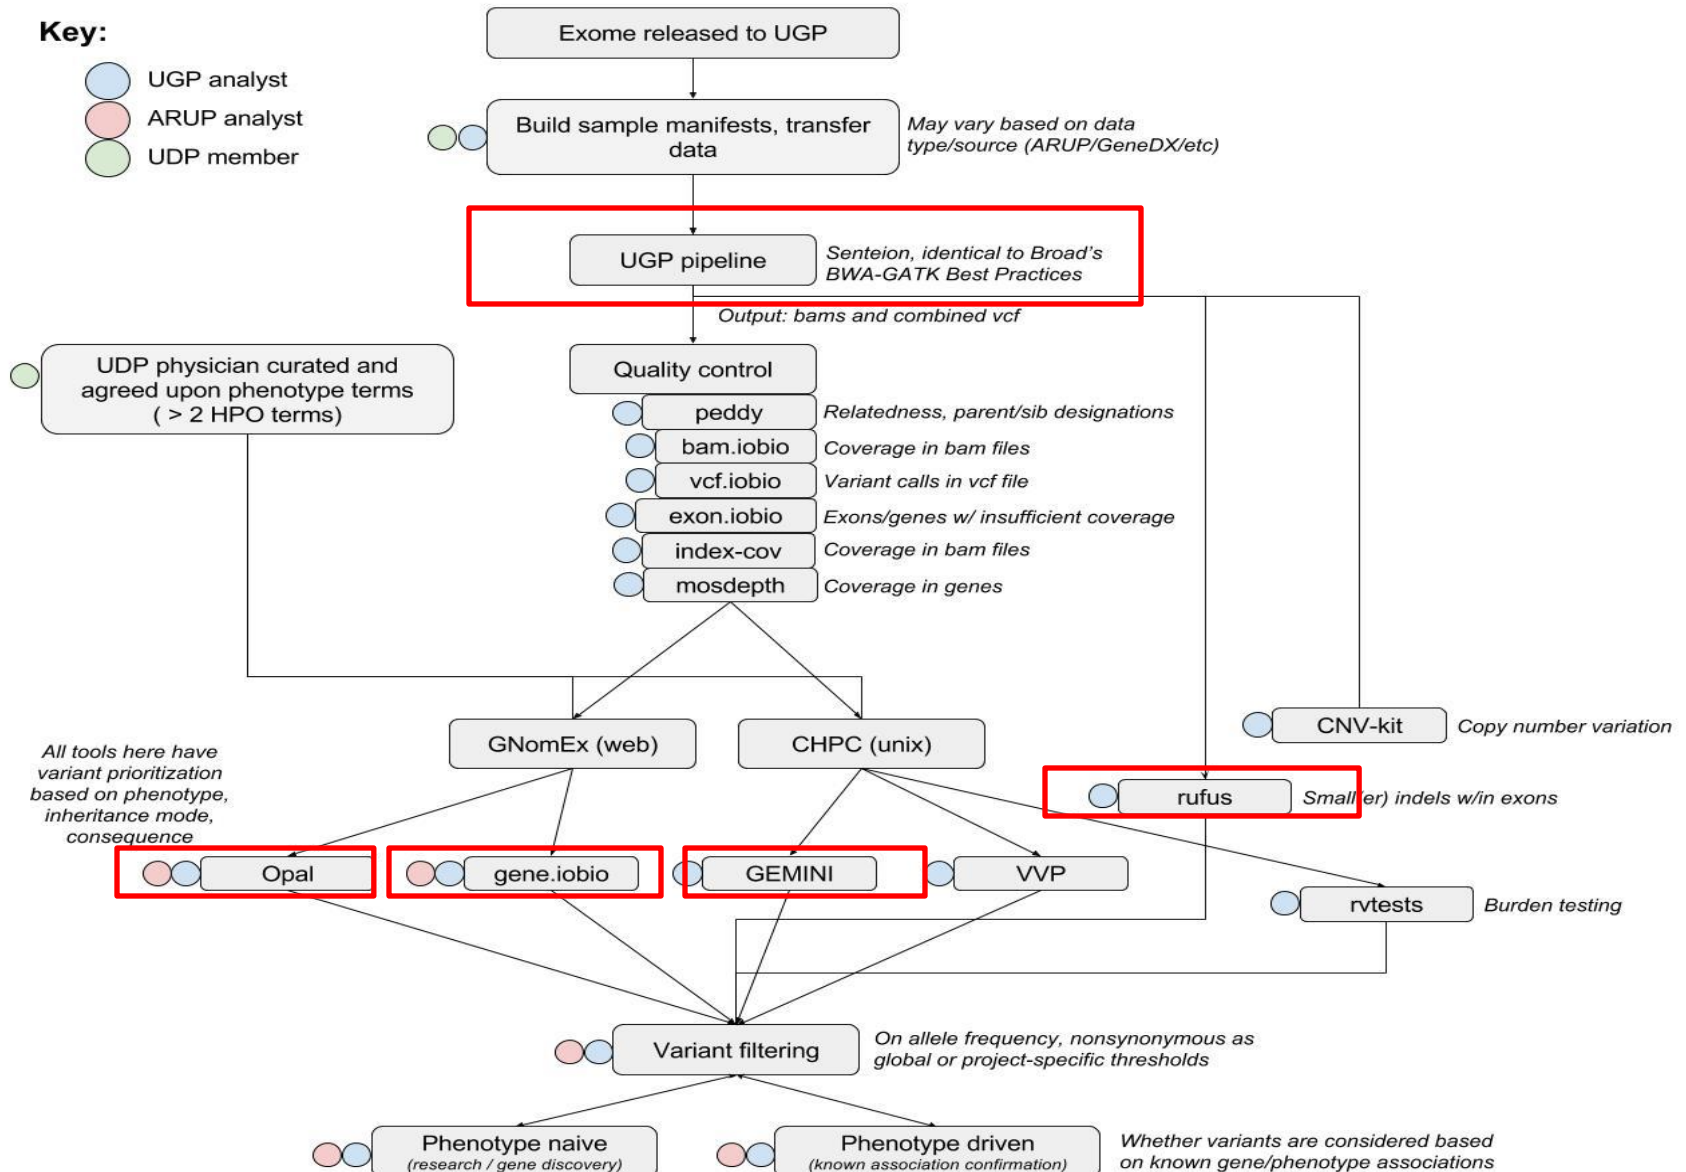 Key:
UGP analyst
ARUP analyst
UDP member
Exome released to UGP
Build sample manifests, transfer
data
May vary based on data
type/source (ARUP/GeneDX/etc)
UGP pipeline
Senteion, identical to Broad's
BWA-GATK Best Practices
Output: bams and combined vcf
UDP physician curated and
agreed upon phenotype terms
( > 2 HPO terms)
Quality control
peddy
Relatedness, parent/sib designations
bam.iobio
Coverage in bam files
vcf.iobio
Variant calls in vcf file
exon.iobio
Exons/genes w/ insufficient coverage
index-cov
Coverage in bam files
mosdepth
Coverage in genes
GNomEx (web)
CHPC (unix)
CNV-kit
Copy number variation
All tools here have
variant prioritization
based on phenotype,
inheritance mode,
consequence
rufus
Small(er) indels w/in exons
Opal
gene.iobio
GEMINI
VVP
rvtests
Burden testing
Variant filtering
On allele frequency, nonsynonymous as
global or project-specific thresholds
Phenotype naive
(research / gene discovery)
Phenotype driven
(known association confirmation)
Whether variants are considered based
on known gene/phenotype associations